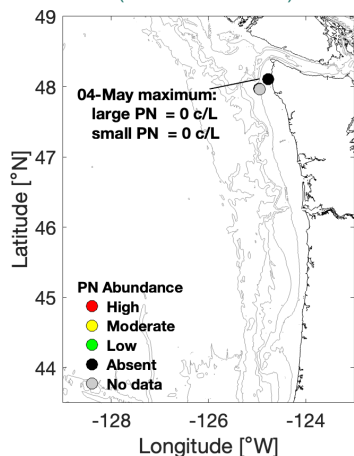 49
48
47
46
45
44
Latitude [°N]
04-May maximum:
large PN = 0 c/L
small PN = 0 c/L
PN Abundance
High
Moderate
Low
Absent
No data
-128
-126
-124
-122
Longitude [°W]